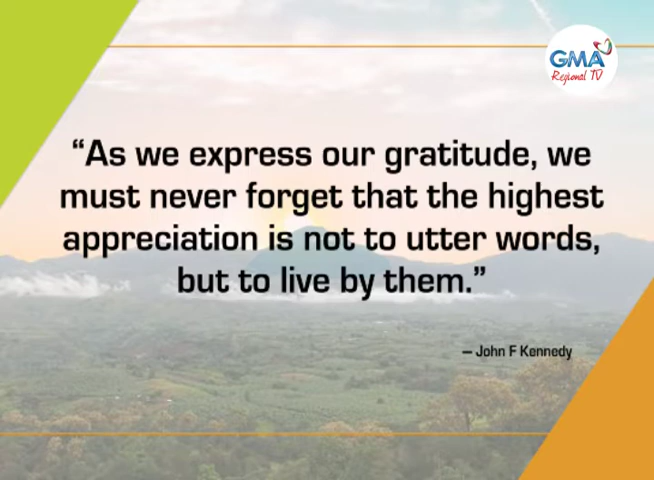 GMA
Regional TV
“As we express our gratitude, we
must never forget that the highest
appreciation is not to utter words,
but to live by them.”
– John F Kennedy